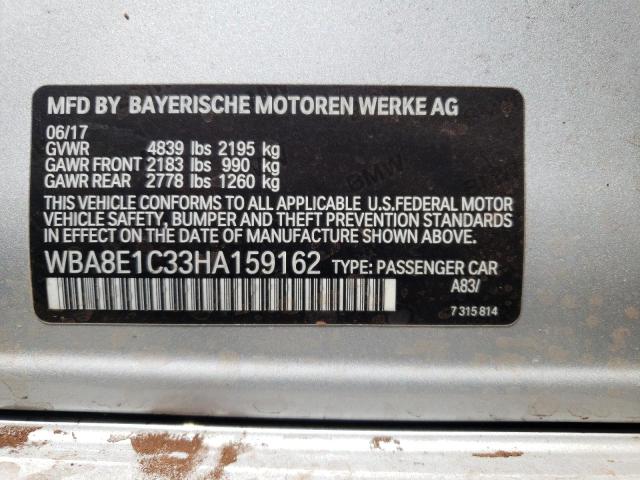 MFD BY BAYERISCHE MOTOREN WERKE AG
06/17
GVWR 4839 lbs 2195 kg
GAWR FRONT 2183 lbs 990 kg
GAWR REAR 2778 lbs 1260 kg
THIS VEHICLE CONFORMS TO ALL APPLICABLE U.S.FEDERAL MOTOR
VEHICLE SAFETY, BUMPER AND THEFT PREVENTION STANDARDS
IN EFFECT ON THE DATE OF MANUFACTURE SHOWN ABOVE.
WBA8E1C33HA159162 TYPE: PASSENGER CAR
A83/
7 315 814
BMW